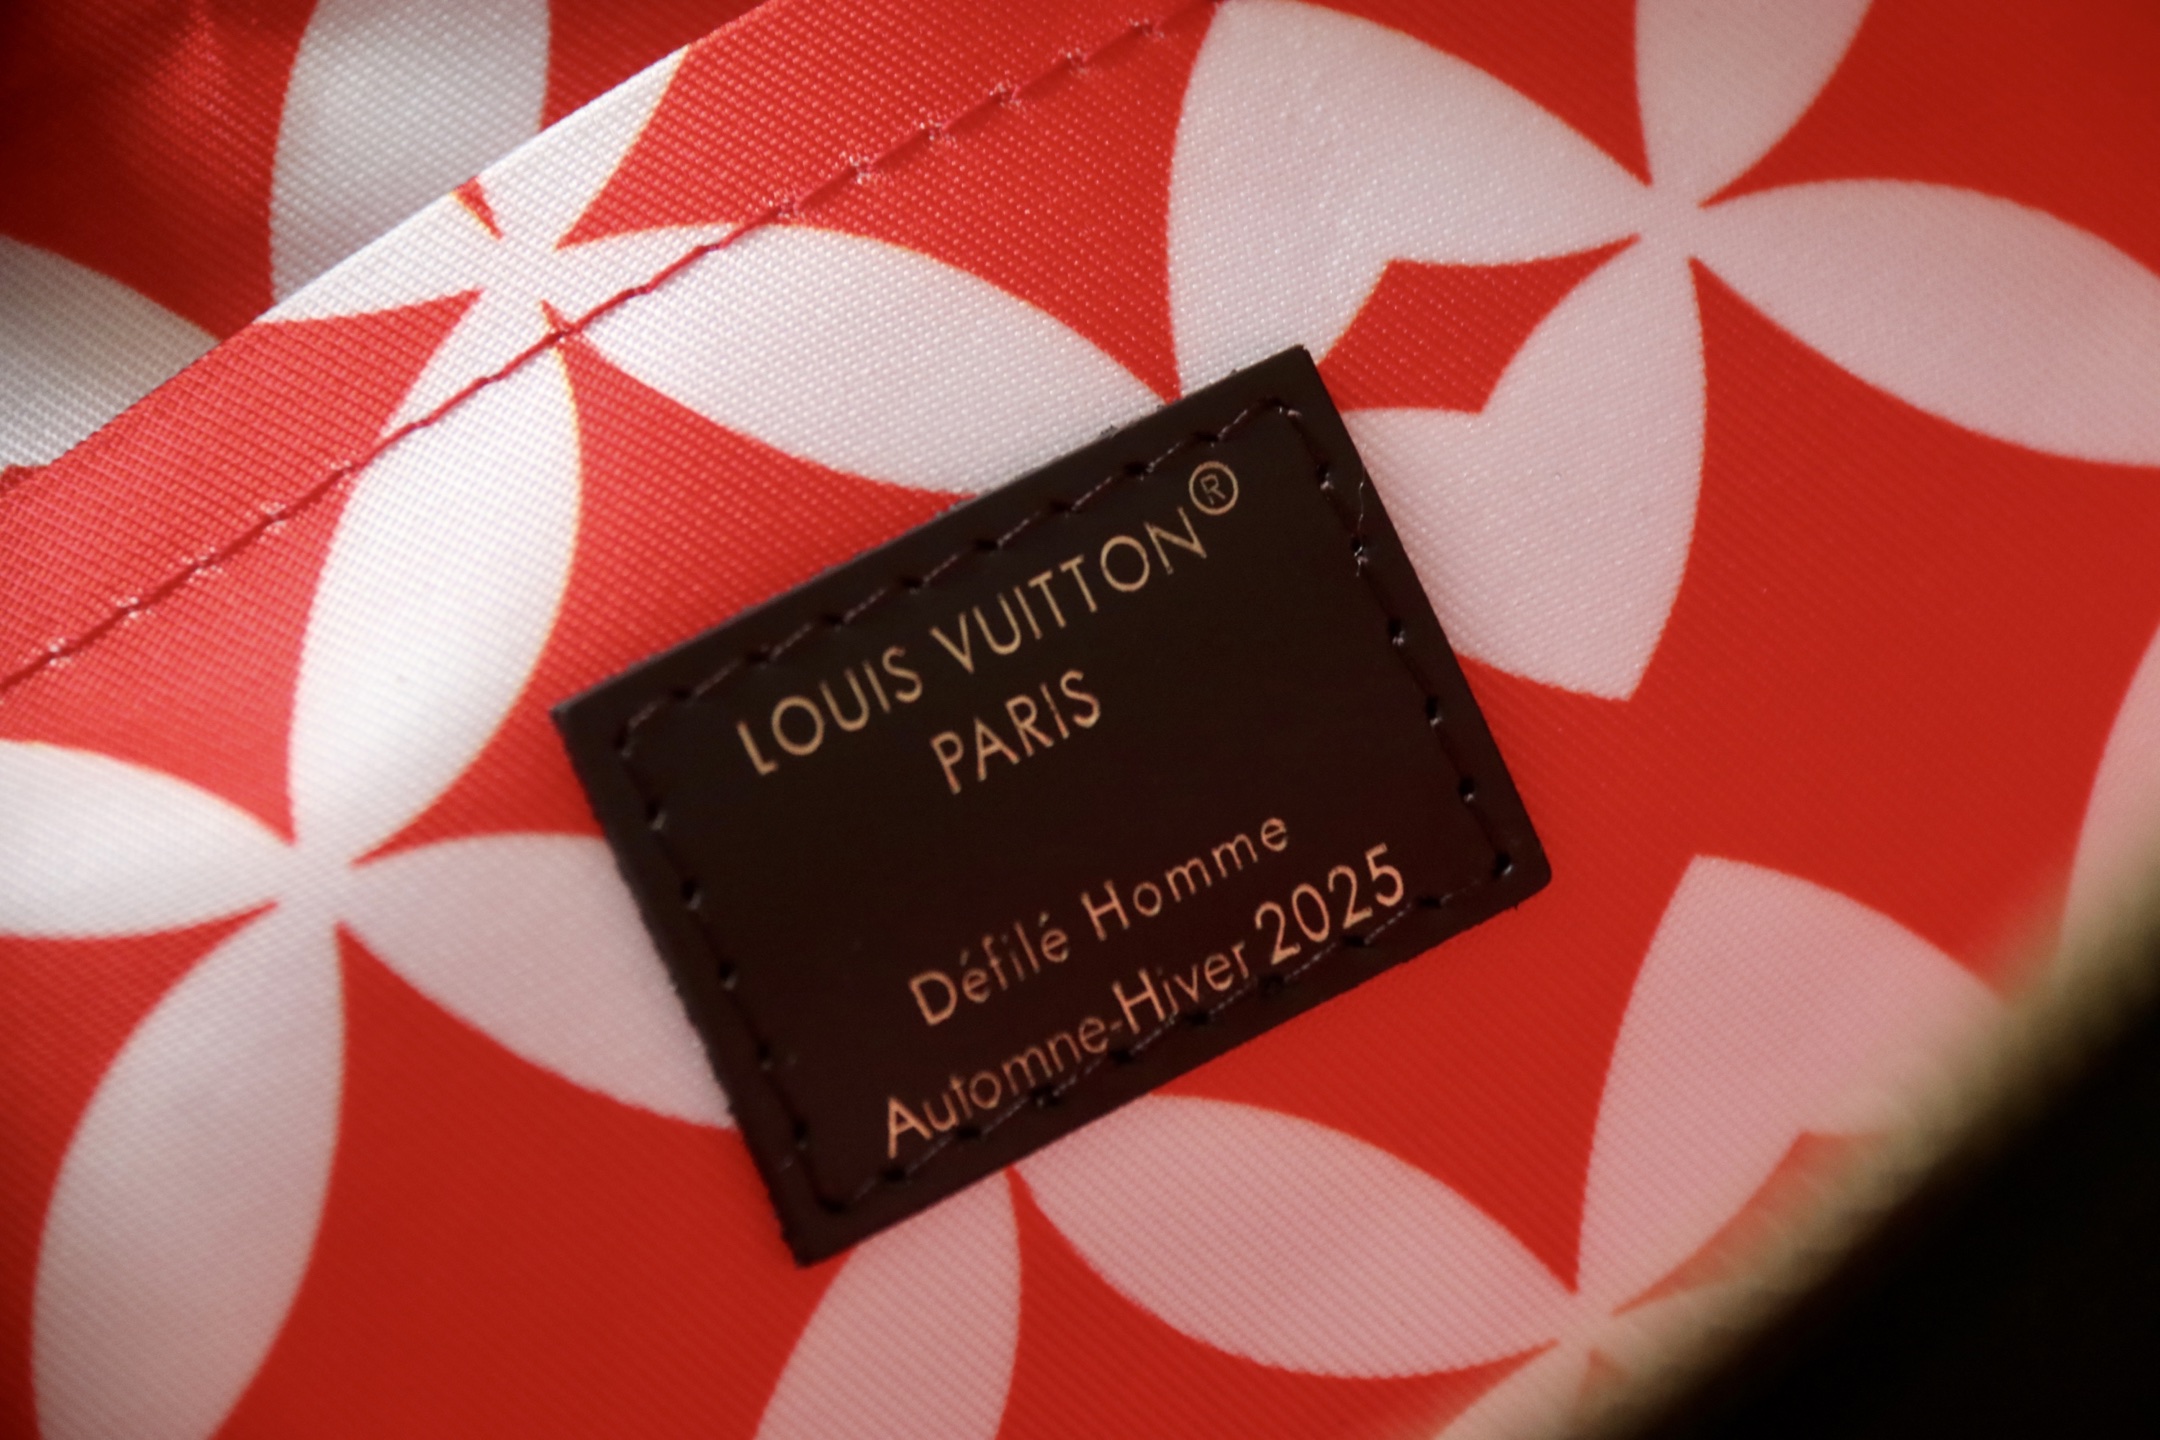 LOUIS VUITTON®
PARIS
Défilé Homme
Automne-Hiver 2025